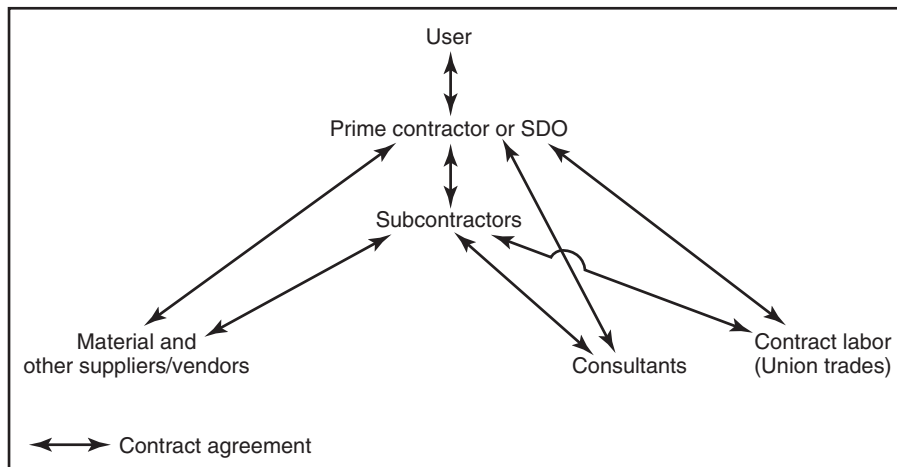 User
Prime contractor or SDO
Subcontractors
Material and
other suppliers/vendors
Consultants
Contract labor
(Union trades)
Contract agreement